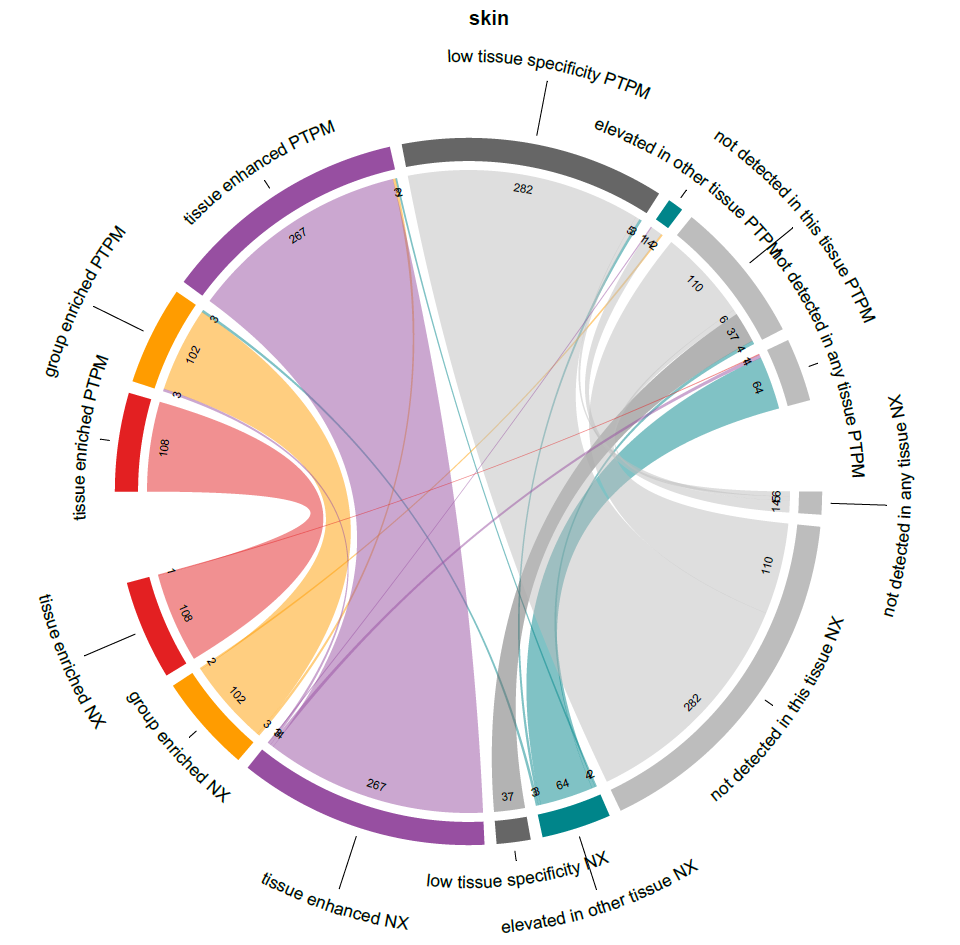 skin
low tissue specificity PTPM
elevated in other tissue PTPM
not detected in this tissue PTPM
not detected in any tissue PTPM
tissue enhanced PTPM
group enriched PTPM
tissue enriched PTPM
not detected in any tissue NX
not detected in this tissue NX
elevated in other tissue NX
low tissue specificity NX
tissue enhanced NX
group enriched NX
tissue enriched NX
282
267
3
102
3
108
110
6
37
4
64
110
282
1
108
2
102
3
267
37
64